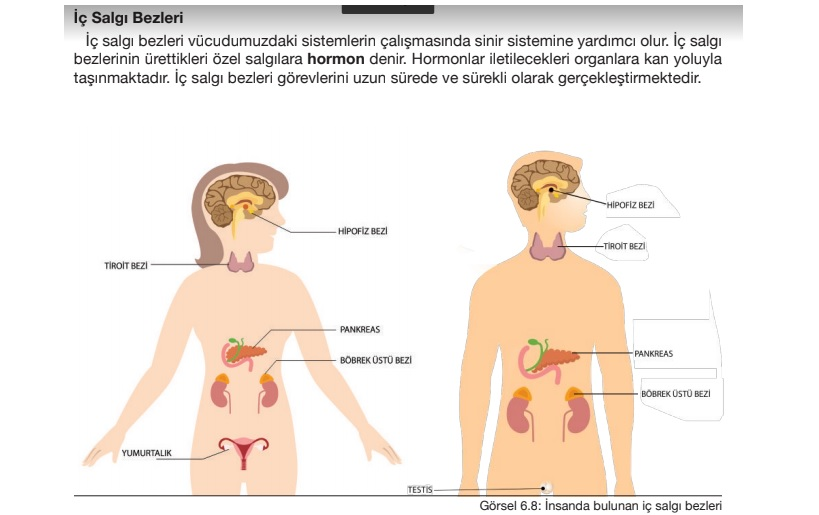 İç Salgı Bezleri
İç salgı bezleri vücudumuzdaki sistemlerin çalışmasında sinir sistemine yardımcı olur. İç salgı
bezlerinin ürettikleri özel salgılara hormon denir. Hormonlar iletilecekleri organlara kan yoluyla
taşınmaktadır. İç salgı bezleri görevlerini uzun sürede ve sürekli olarak gerçekleştirmektedir.
HİPOFİZ BEZİ
TİROİT BEZİ
PANKREAS
BÖBREK ÜSTÜ BEZİ
YUMURTALIK
HİPOFİZ BEZİ
TİROİT BEZİ
PANKREAS
BÖBREK ÜSTÜ BEZİ
TESTİS
Görsel 6.8: İnsanda bulunan iç salgı bezleri